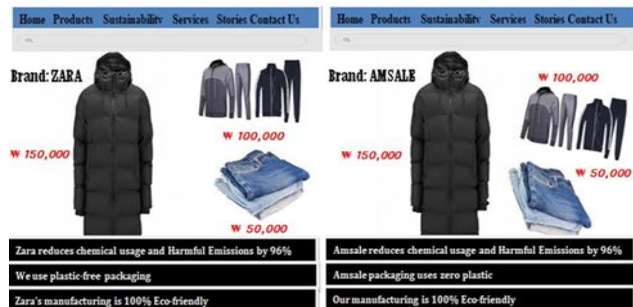 Home Products Sustainability Services Stories Contact Us
Brand: ZARA
₩ 150,000
₩ 100,000
₩ 50,000
Zara reduces chemical usage and Harmful Emissions by 96%
We use plastic-free packaging
Zara's manufacturing is 100% Eco-friendly
Home Products Sustainability Services Stories Contact Us
Brand: AMSALE
₩ 100,000
₩ 150,000
₩ 50,000
Amsale reduces chemical usage and Harmful Emissions by 96%
Amsale packaging uses zero plastic
Our manufacturing is 100% Eco-friendly